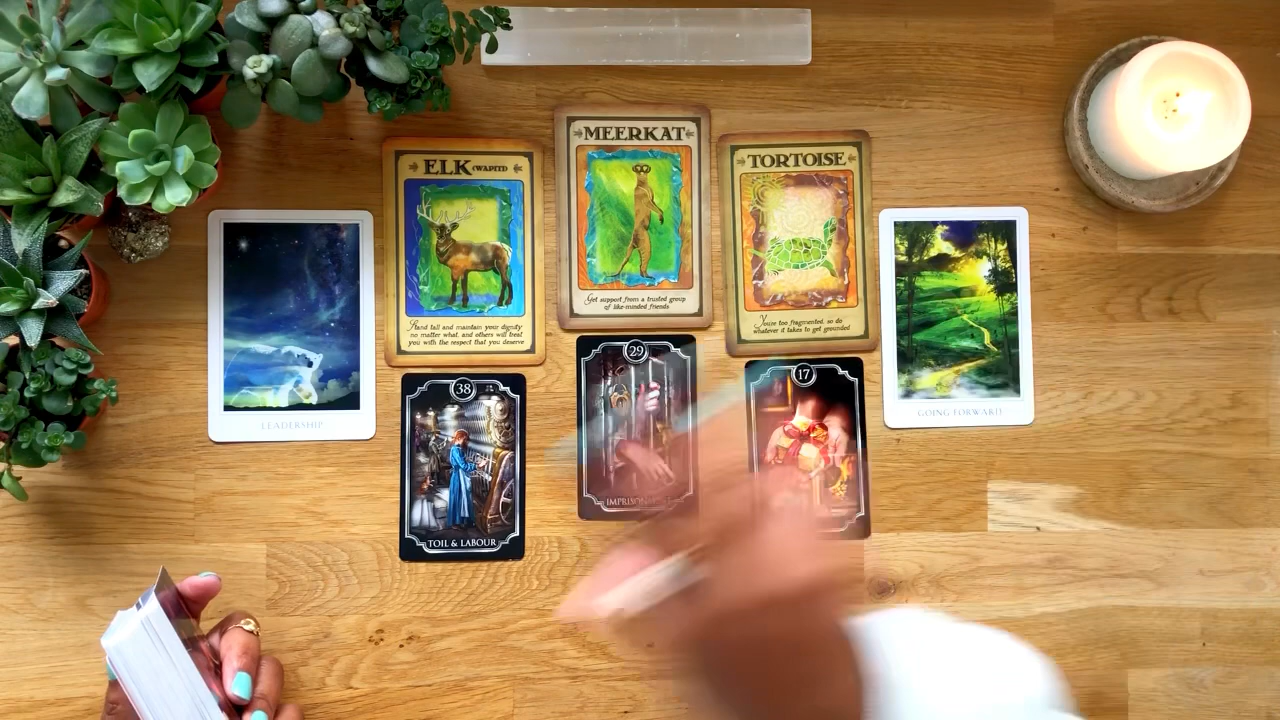 MEERKAT
ELK (WAPITI)
TORTOISE
Get support from a trusted group
of like-minded friends
Stand tall and maintain your dignity
no matter what, and others will treat
you with the respect that you deserve
You're too fragmented, so do
whatever it takes to get grounded
LEADERSHIP
GOING FORWARD
38
29
17
IMPRISONMENT
TOIL & LABOUR